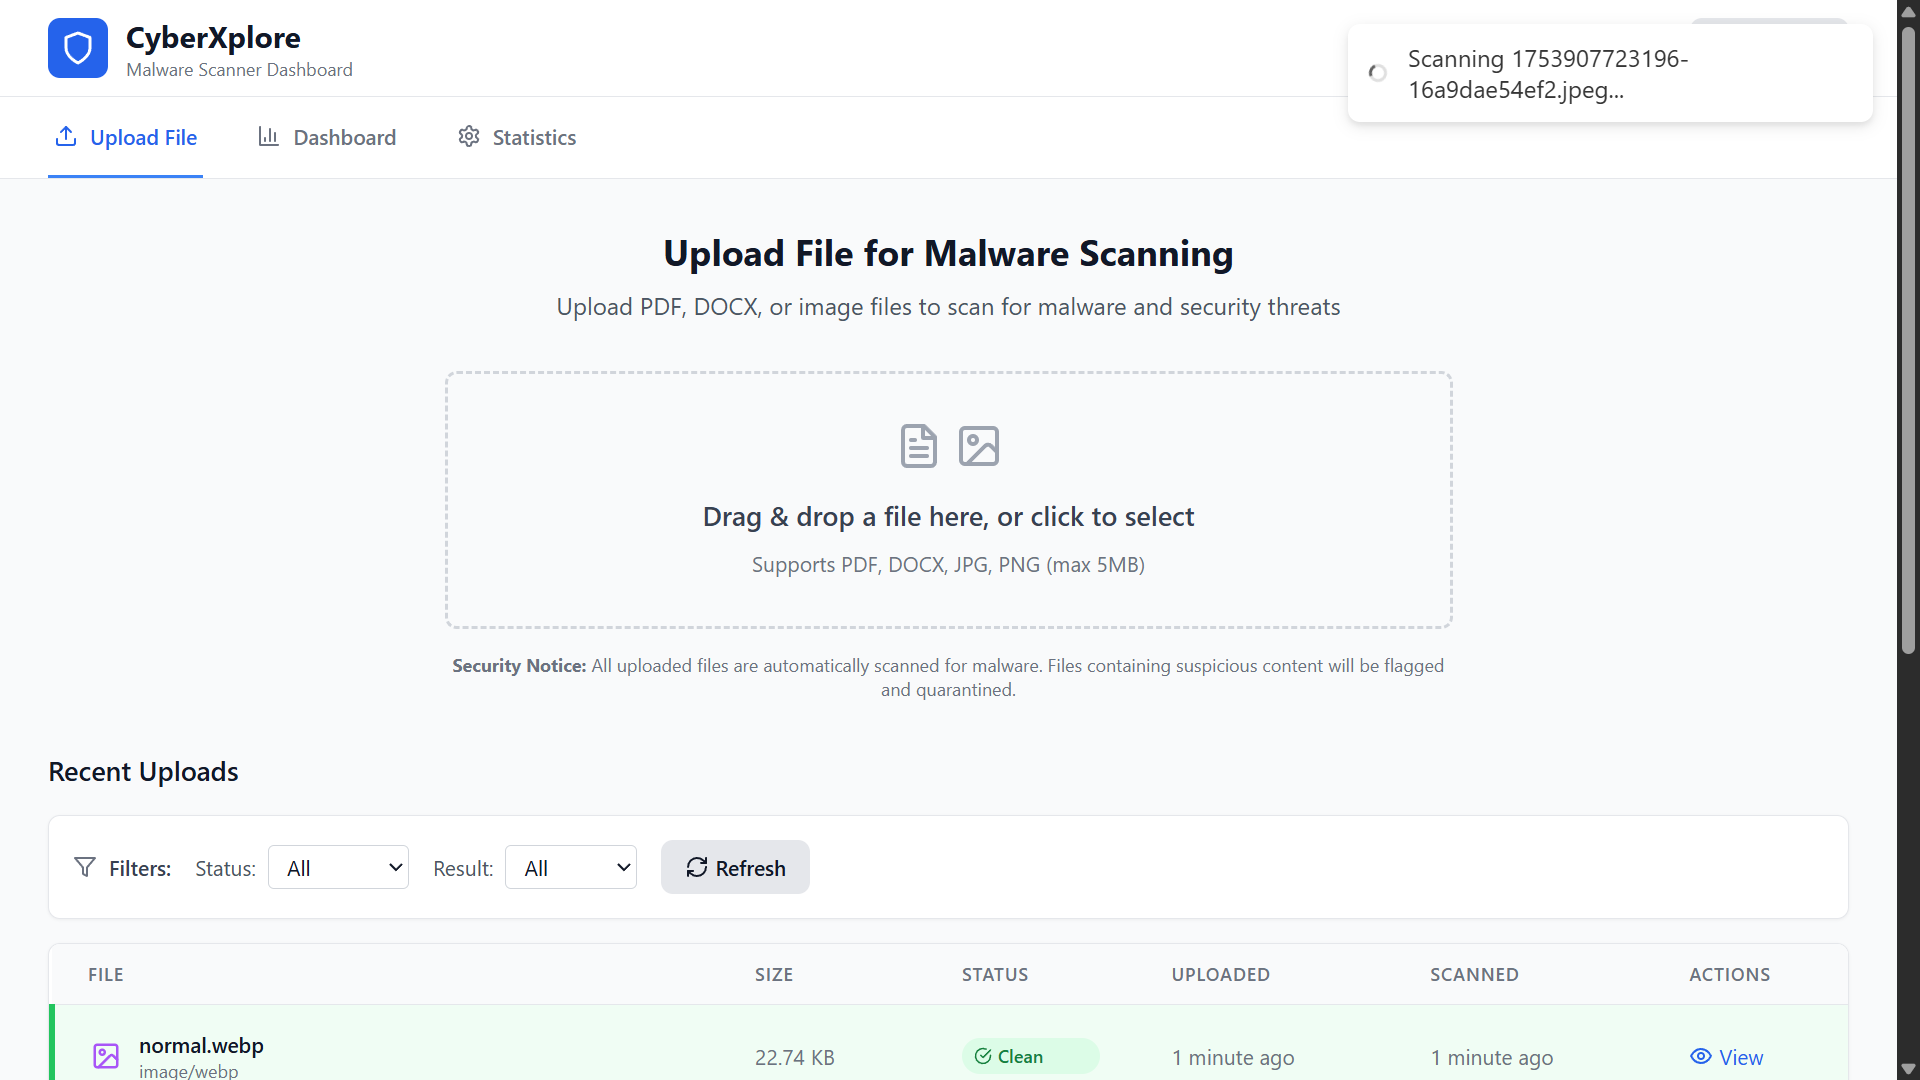 CyberXplore
Malware Scanner Dashboard
Scanning 1753907723196-
16a9dae54ef2.jpeg...
Upload File
Dashboard
Statistics
Upload File for Malware Scanning
Upload PDF, DOCX, or image files to scan for malware and security threats
Drag & drop a file here, or click to select
Supports PDF, DOCX, JPG, PNG (max 5MB)
Security Notice: All uploaded files are automatically scanned for malware. Files containing suspicious content will be flagged
and quarantined.
Recent Uploads
Filters: Status: All Result: All Refresh
FILE SIZE STATUS UPLOADED SCANNED ACTIONS
normal.webp 22.74 KB Clean 1 minute ago 1 minute ago View
image/webp